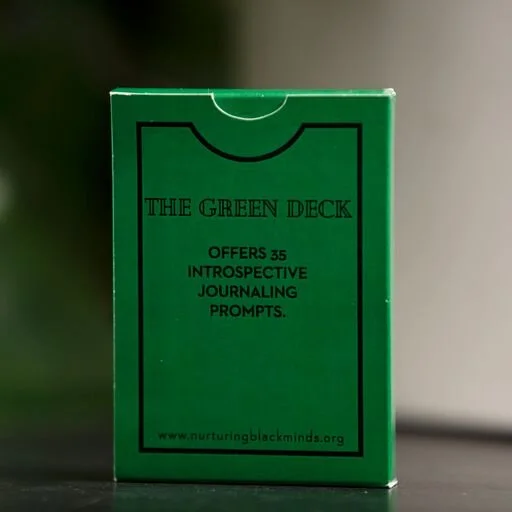 THE GREEN DECK
OFFERS 35
INTROSPECTIVE
JOURNALING
PROMPTS.
www.nurturingblackminds.org